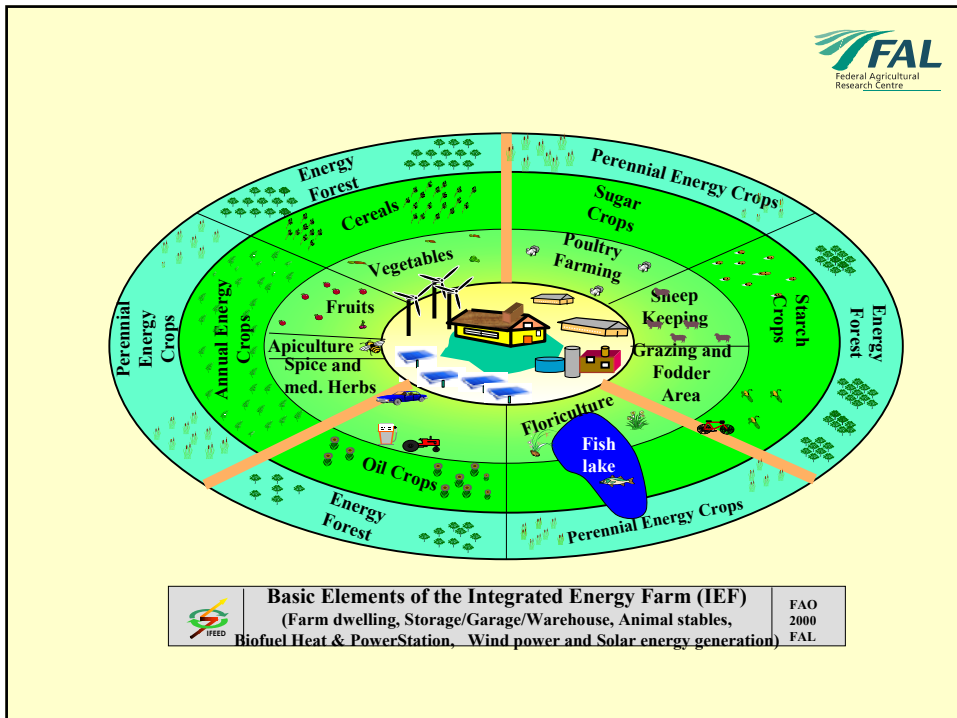 FAL
Federal Agricultural
Research Centre
Energy
Forest
Perennial Energy Crops
Cereals
Sugar
Crops
Vegetables
Poultry
Farming
Fruits
Sheep
Keeping
Perennial
Energy
Crops
Annual Energy
Crops
Starch
Crops
Energy
Forest
Apiculture
Spice and
med. Herbs
Grazing and
Fodder
Area
Floriculture
Fish
lake
Oil Crops
Energy
Forest
Perennial Energy Crops
IFEED
Basic Elements of the Integrated Energy Farm (IEF)
(Farm dwelling, Storage/Garage/Warehouse, Animal stables,
Biofuel Heat & PowerStation, Wind power and Solar energy generation)
FAO
2000
FAL